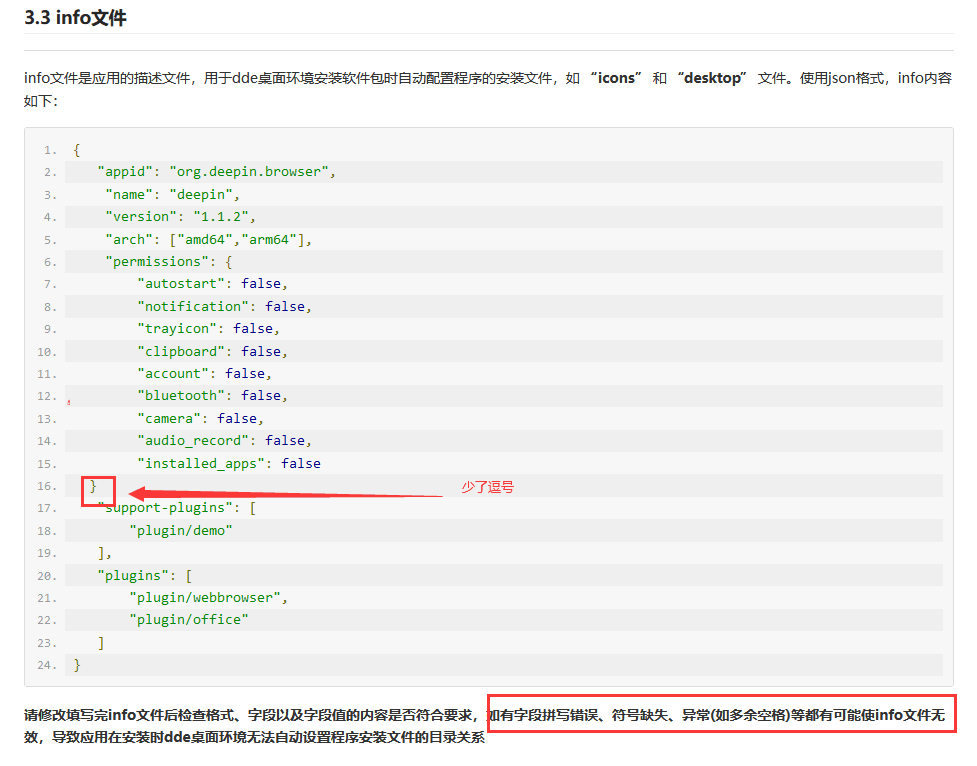 3.3 info文件
info文件是应用的描述文件，用于dde桌面环境安装软件包时自动配置程序的安装文件，如 “icons” 和 “desktop” 文件。使用json格式，info内容
如下：
1. {
2. "appid": "org.deepin.browser",
3. "name": "deepin",
4. "version": "1.1.2",
5. "arch": ["amd64","arm64"],
6. "permissions": {
7. "autostart": false,
8. "notification": false,
9. "trayicon": false,
10. "clipboard": false,
11. "account": false,
12. "bluetooth": false,
,
13. "camera": false,
14. "audio_record": false,
15. "installed_apps": false
16. } 少了逗号
17. "support-plugins": [
18. "plugin/demo"
19. ],
20. "plugins": [
21. "plugin/webbrowser",
22. "plugin/office"
23. ]
24. }
请修改填写完info文件后检查格式、字段以及字段值的内容是否符合要求，如有字段拼写错误、符号缺失、异常(如多余空格)等都有可能使info文件无
效，导致应用在安装时dde桌面环境无法自动设置程序安装文件的目录关系